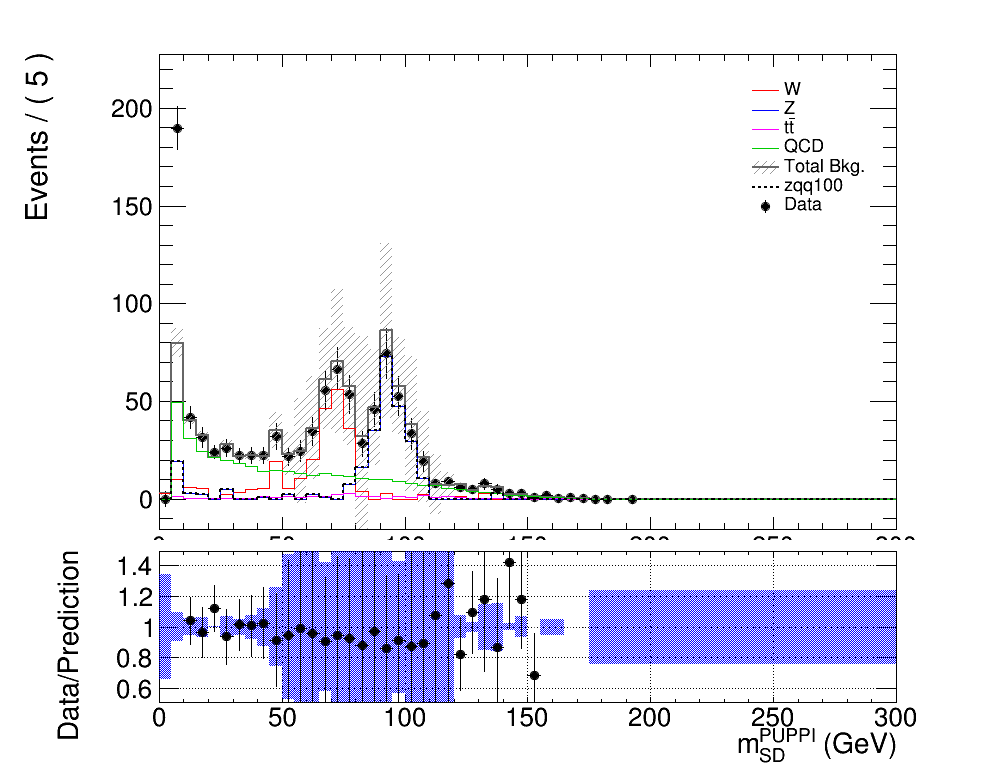 Events / ( 5 )
200
150
100
50
0
W
Z
tt̄
QCD
Total Bkg.
zqq100
Data
Data/Prediction
1.4
1.2
1
0.8
0.6
0 50 100 150 200 250 300
m_SD^PUPPI (GeV)